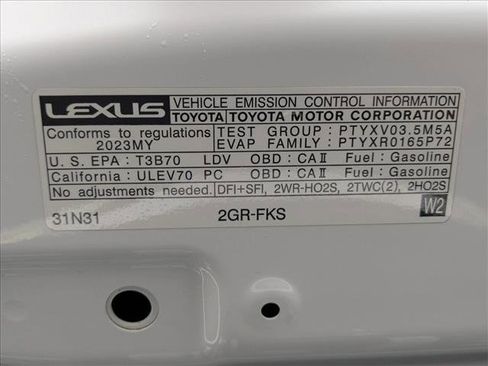 LEXUS VEHICLE EMISSION CONTROL INFORMATION
TOYOTA TOYOTA MOTOR CORPORATION
Conforms to regulations TEST GROUP : PTYXV03.5M5A
2023MY EVAP FAMILY : PTYXR0165P72
U.S. EPA : T3B70 LDV OBD : CAII Fuel : Gasoline
California : ULEV70 PC OBD : CAII Fuel : Gasoline
No adjustments needed. DFI+SFI, 2WR-HO2S, 2TWC(2), 2HO2S
31N31 2GR-FKS W2